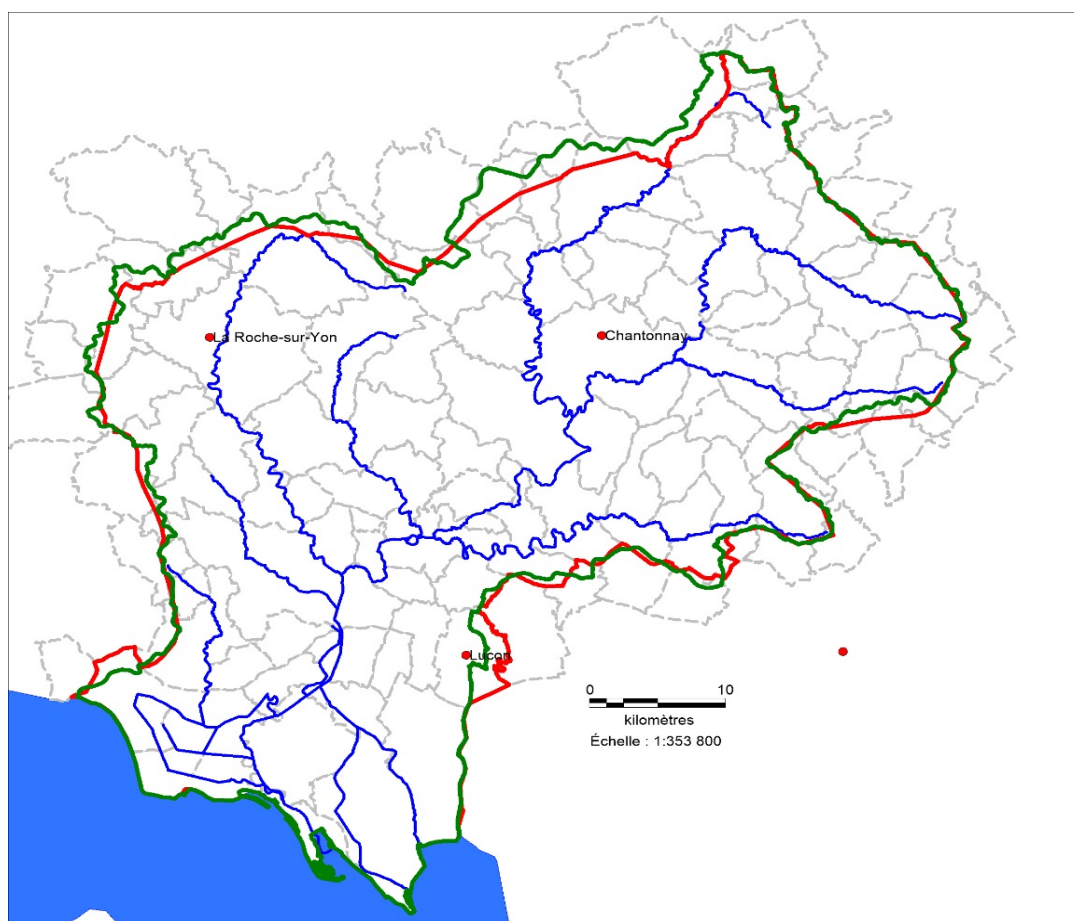 La Roche-sur-Yon
Chantonnay
Luçon
0 10
kilomètres
Échelle : 1:353 800